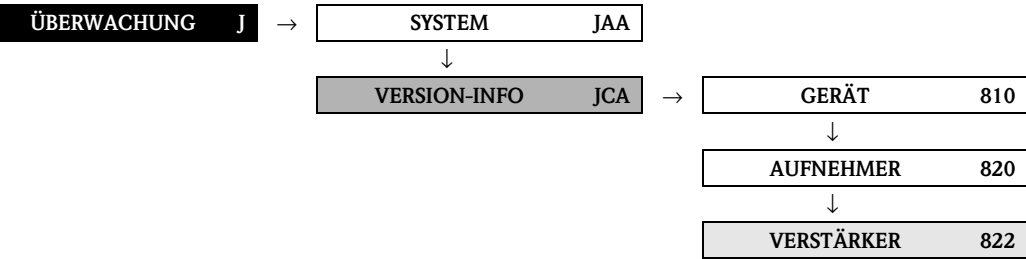 ÜBERWACHUNG J → SYSTEM JAA
↓
VERSION-INFO JCA → GERÄT 810
↓
AUFNEHMER 820
↓
VERSTÄRKER 822